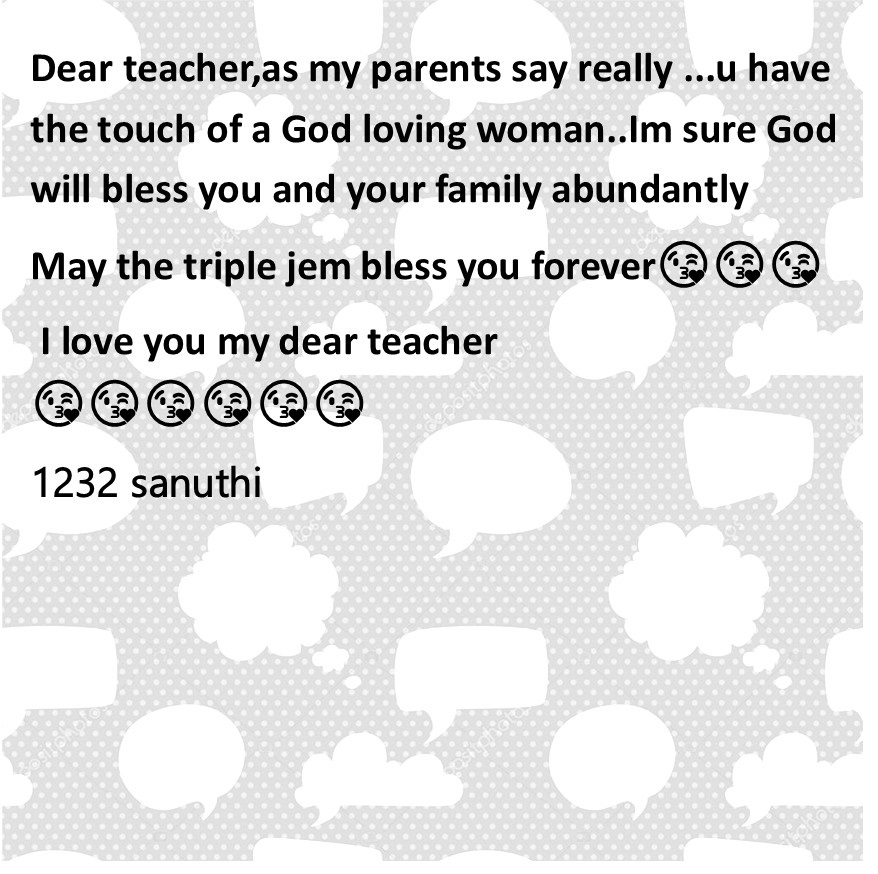 Dear teacher,as my parents say really ...u have
the touch of a God loving woman..Im sure God
will bless you and your family abundantly
May the triple jem bless you forever😘😘😘
I love you my dear teacher
😘😘😘😘😘😘
1232 sanuthi